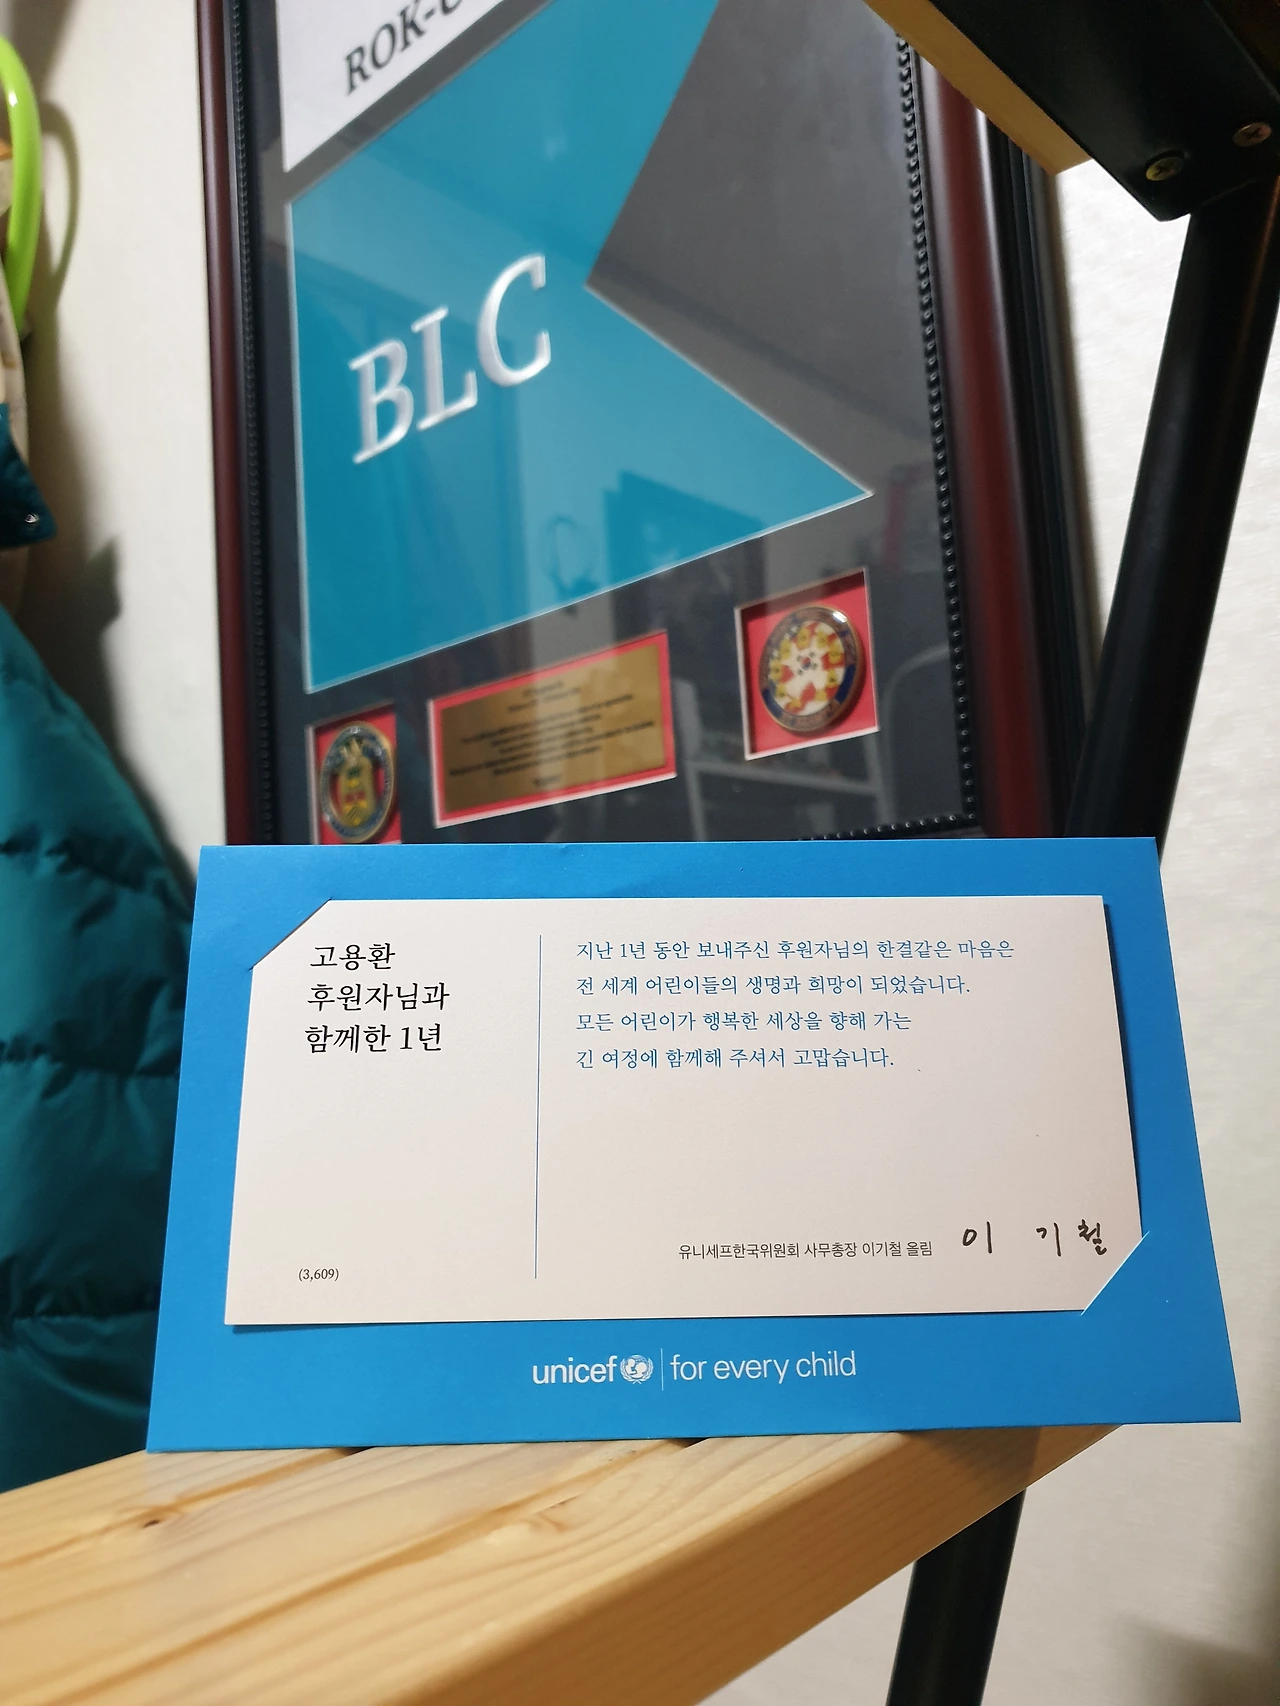 ROK-
BLC
고용환
후원자님과
함께한 1년
지난 1년 동안 보내주신 후원자님의 한결같은 마음은
전 세계 어린이들의 생명과 희망이 되었습니다.
모든 어린이가 행복한 세상을 향해 가는
긴 여정에 함께해 주셔서 고맙습니다.
유니세프한국위원회 사무총장 이기철 올림 이 기철
(3,609)
unicef for every child